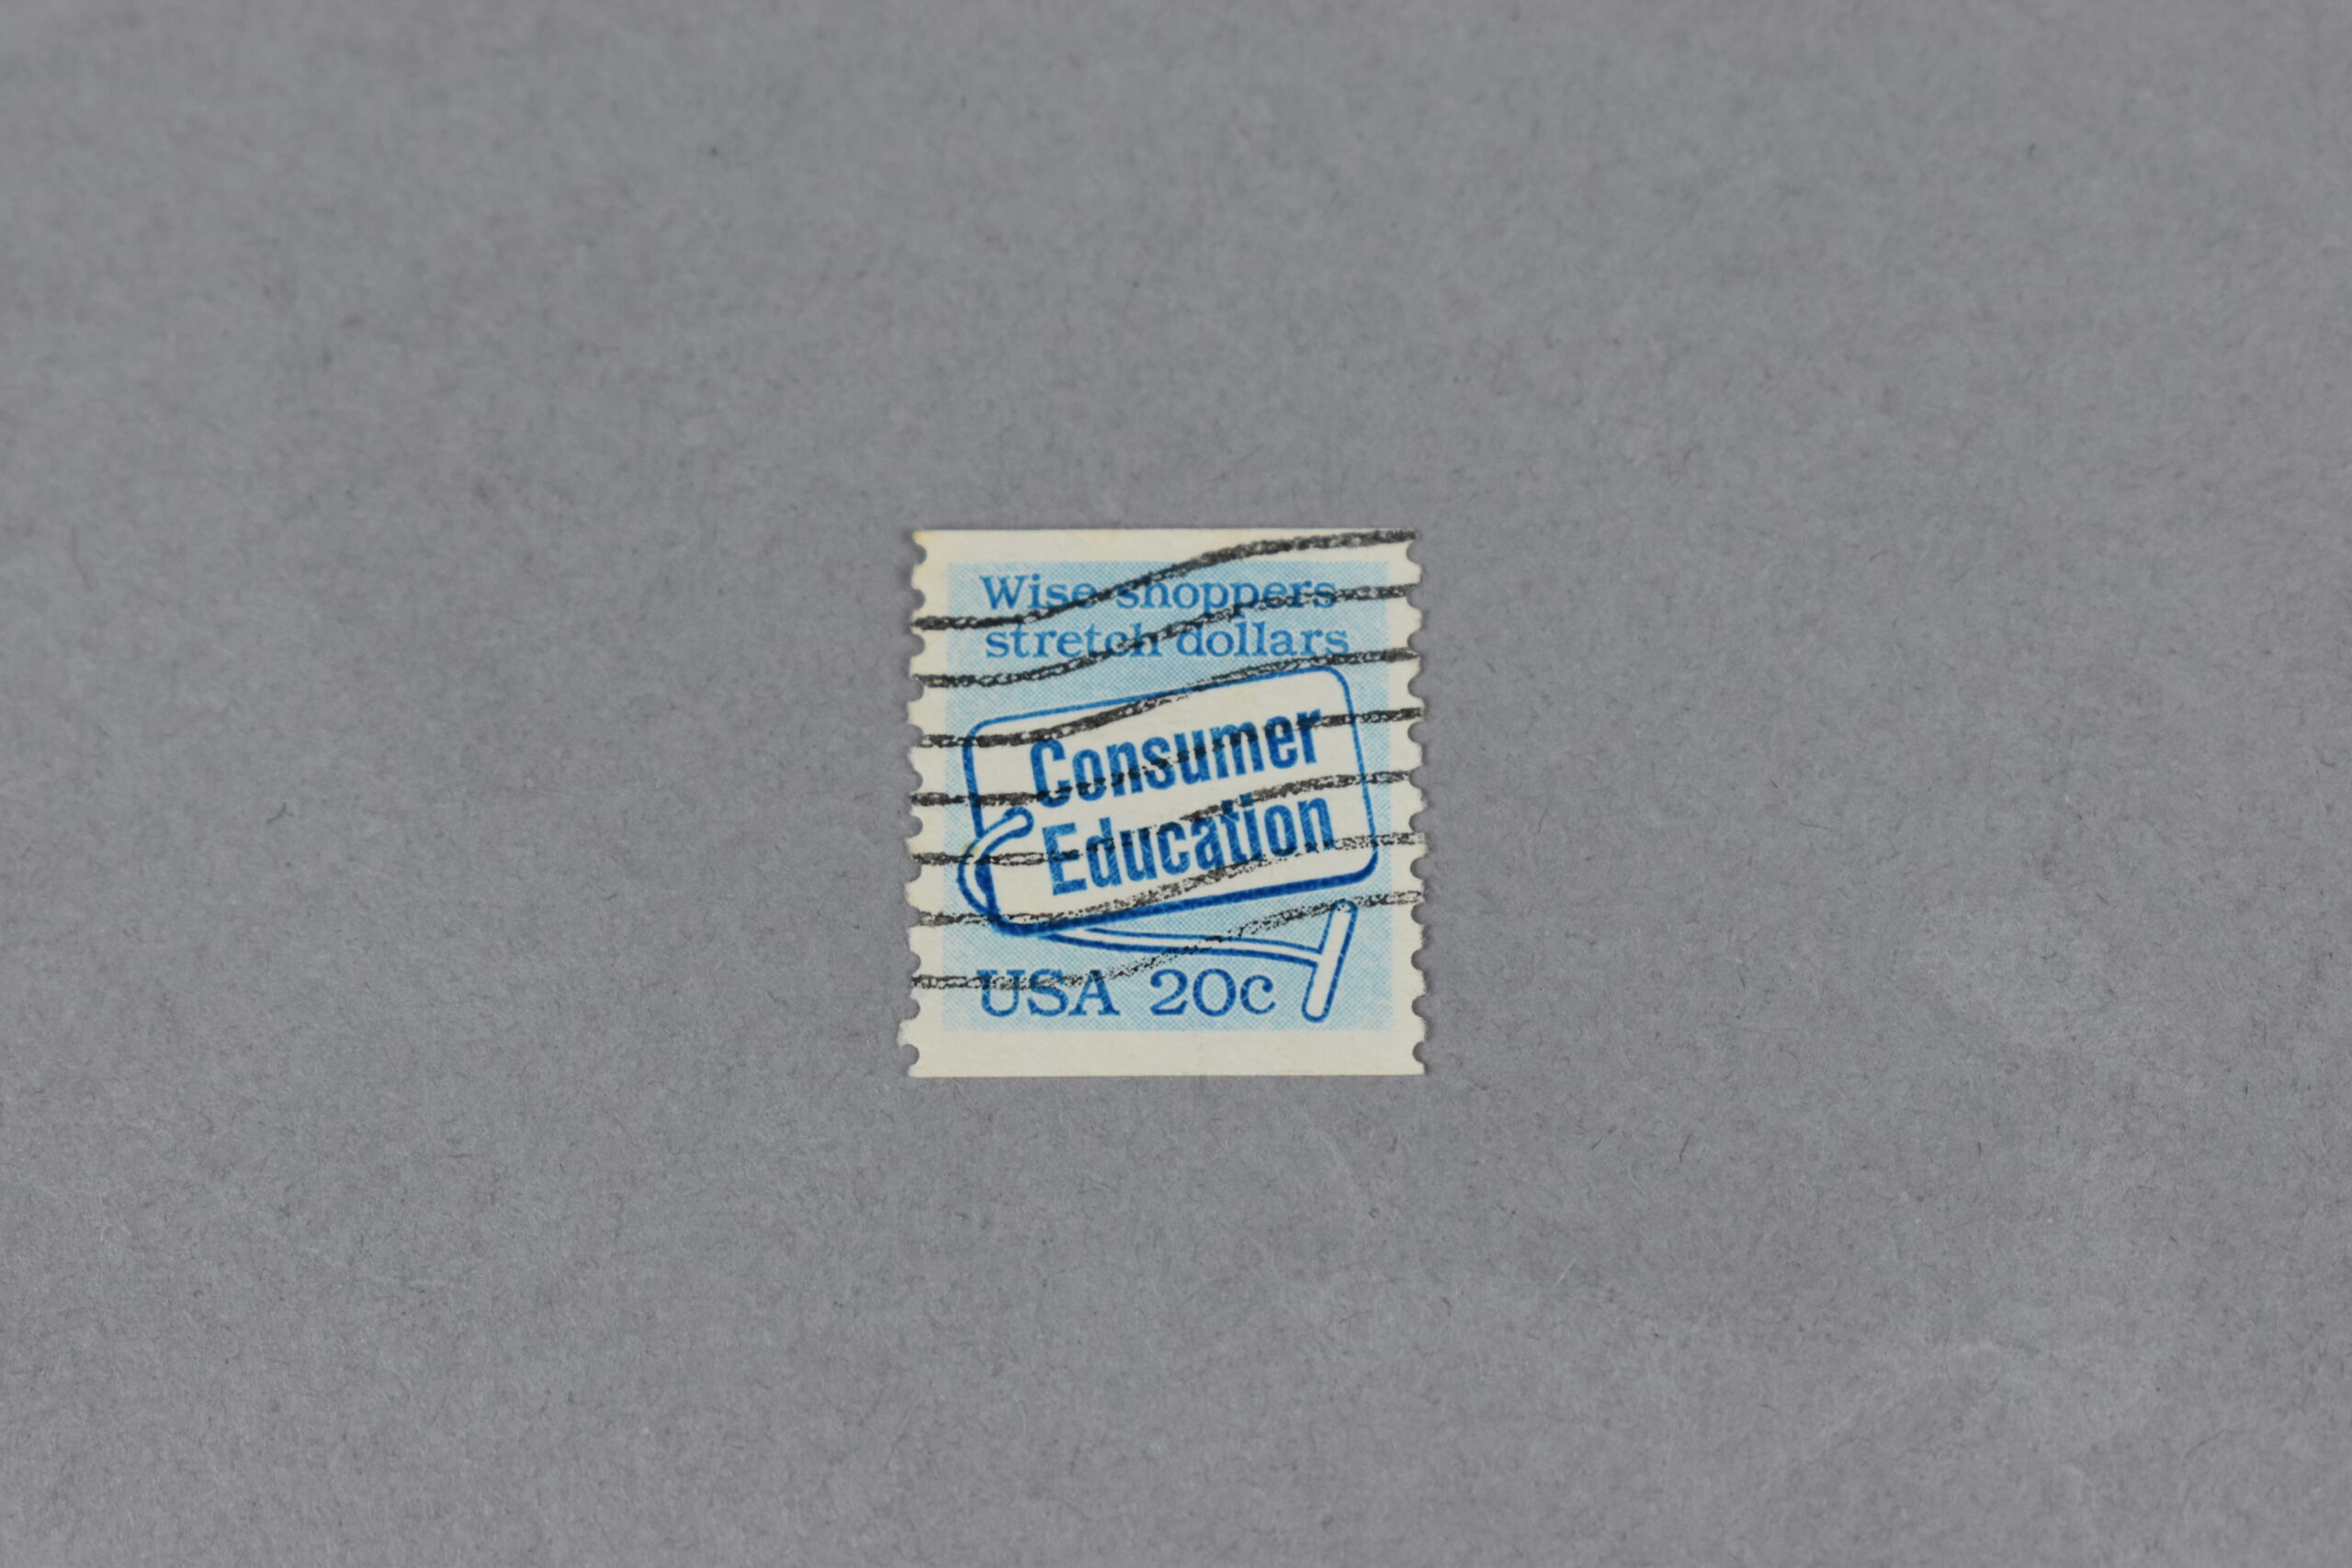 Wise shoppers
stretch dollars
Consumer
Education
USA 20c